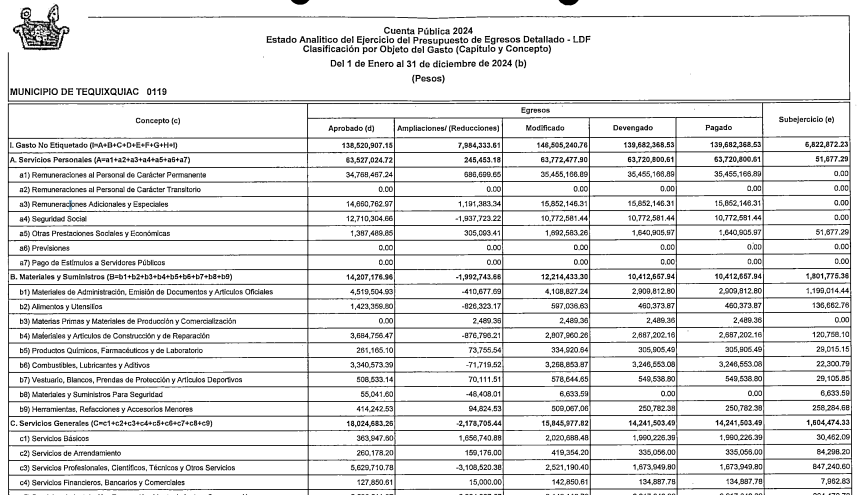 Cuenta Pública 2024
Estado Analítico del Ejercicio del Presupuesto de Egresos Detallado - LDF
Clasificación por Objeto del Gasto (Capítulo y Concepto)
Del 1 de Enero al 31 de diciembre de 2024 (b)
(Pesos)
MUNICIPIO DE TEQUIXQUIAC 0119
Egresos
Concepto (c) Aprobado (d) Ampliaciones/ (Reducciones) Modificado Devengado Pagado Subejercicio (e)
I. Gasto No Etiquetado (I=A+B+C+D+E+F+G+H+I) 138,520,907.15 7,984,333.61 146,505,240.76 139,682,368.53 139,682,368.53 6,822,872.23
A. Servicios Personales (A=a1+a2+a3+a4+a5+a6+a7) 63,527,024.72 245,453.18 63,772,477.90 63,720,800.61 63,720,800.61 51,677.29
a1) Remuneraciones al Personal de Carácter Permanente 34,768,467.24 686,699.65 35,455,166.89 35,455,166.89 35,455,166.89 0.00
a2) Remuneraciones al Personal de Carácter Transitorio 0.00 0.00 0.00 0.00 0.00 0.00
a3) Remuneraciones Adicionales y Especiales 14,660,762.97 1,191,383.34 15,852,146.31 15,852,146.31 15,852,146.31 0.00
a4) Seguridad Social 12,710,304.66 -1,937,723.22 10,772,581.44 10,772,581.44 10,772,581.44 0.00
a5) Otras Prestaciones Sociales y Económicas 1,387,489.85 305,093.41 1,692,583.26 1,640,905.97 1,640,905.97 51,677.29
a6) Previsiones 0.00 0.00 0.00 0.00 0.00 0.00
a7) Pago de Estímulos a Servidores Públicos 0.00 0.00 0.00 0.00 0.00 0.00
B. Materiales y Suministros (B=b1+b2+b3+b4+b5+b6+b7+b8+b9) 14,207,176.96 -1,992,743.66 12,214,433.30 10,412,657.94 10,412,657.94 1,801,775.36
b1) Materiales de Administración, Emisión de Documentos y Artículos Oficiales 4,519,504.93 -410,677.69 4,108,827.24 2,909,812.80 2,909,812.80 1,199,014.44
b2) Alimentos y Utensilios 1,423,359.80 -826,323.17 597,036.63 460,373.87 460,373.87 136,662.76
b3) Materias Primas y Materiales de Producción y Comercialización 0.00 2,489.36 2,489.36 2,489.36 2,489.36 0.00
b4) Materiales y Artículos de Construcción y de Reparación 3,684,756.47 -876,796.21 2,807,960.26 2,687,202.16 2,687,202.16 120,758.10
b5) Productos Químicos, Farmacéuticos y de Laboratorio 261,165.10 73,755.54 334,920.64 305,905.49 305,905.49 29,015.15
b6) Combustibles, Lubricantes y Aditivos 3,340,573.39 -71,719.52 3,268,853.87 3,246,553.08 3,246,553.08 22,300.79
b7) Vestuario, Blancos, Prendas de Protección y Artículos Deportivos 508,533.14 70,111.51 578,644.65 549,538.80 549,538.80 29,105.85
b8) Materiales y Suministros Para Seguridad 55,041.60 -48,408.01 6,633.59 0.00 0.00 6,633.59
b9) Herramientas, Refacciones y Accesorios Menores 414,242.53 94,824.53 509,067.06 250,782.38 250,782.38 258,284.68
C. Servicios Generales (C=c1+c2+c3+c4+c5+c6+c7+c8+c9) 18,024,683.26 -2,178,705.44 15,845,977.82 14,241,503.49 14,241,503.49 1,604,474.33
c1) Servicios Básicos 363,947.60 1,656,740.88 2,020,688.48 1,990,226.39 1,990,226.39 30,462.09
c2) Servicios de Arrendamiento 260,178.20 159,176.00 419,354.20 335,056.00 335,056.00 84,298.20
c3) Servicios Profesionales, Científicos, Técnicos y Otros Servicios 5,629,710.78 -3,108,520.38 2,521,190.40 1,673,949.80 1,673,949.80 847,240.60
c4) Servicios Financieros, Bancarios y Comerciales 127,850.61 15,000.00 142,850.61 134,887.78 134,887.78 7,962.83